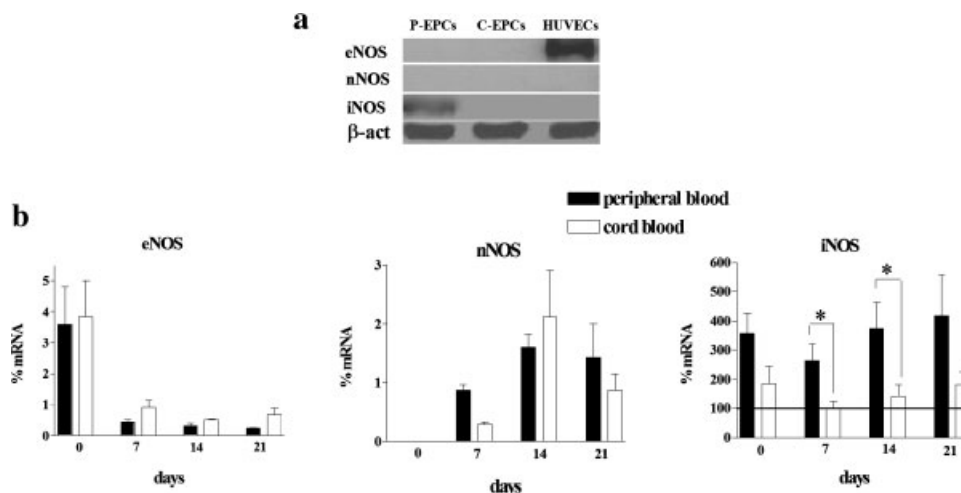 a
P-EPCs C-EPCs HUVECs
eNOS
nNOS
iNOS
β-act
b
peripheral blood
cord blood
eNOS
% mRNA
5
4
3
2
1
0
0 7 14 21
days
nNOS
% mRNA
3
2
1
0
0 7 14 21
days
iNOS
% mRNA
600
500
400
300
200
100
0
* *
0 7 14 21
days